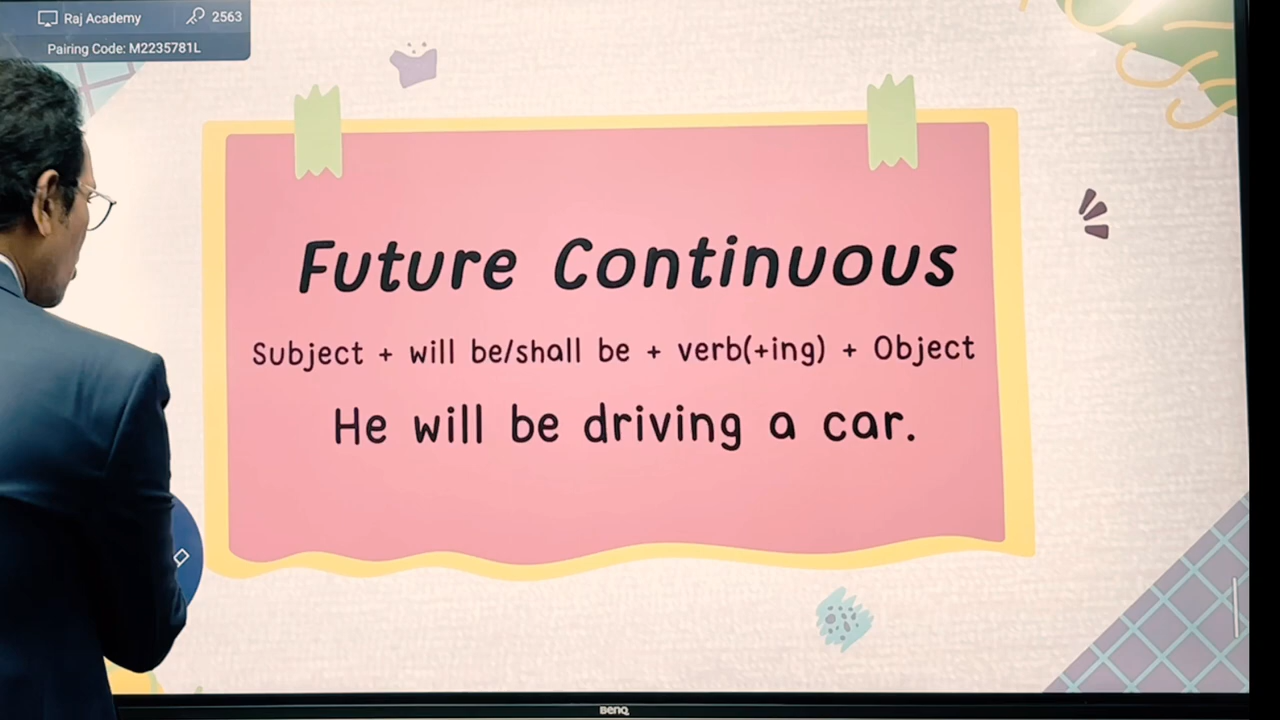 Raj Academy 2563
Pairing Code: M2235781L
Future Continuous
Subject + will be/shall be + verb(+ing) + Object
He will be driving a car.
BenQ